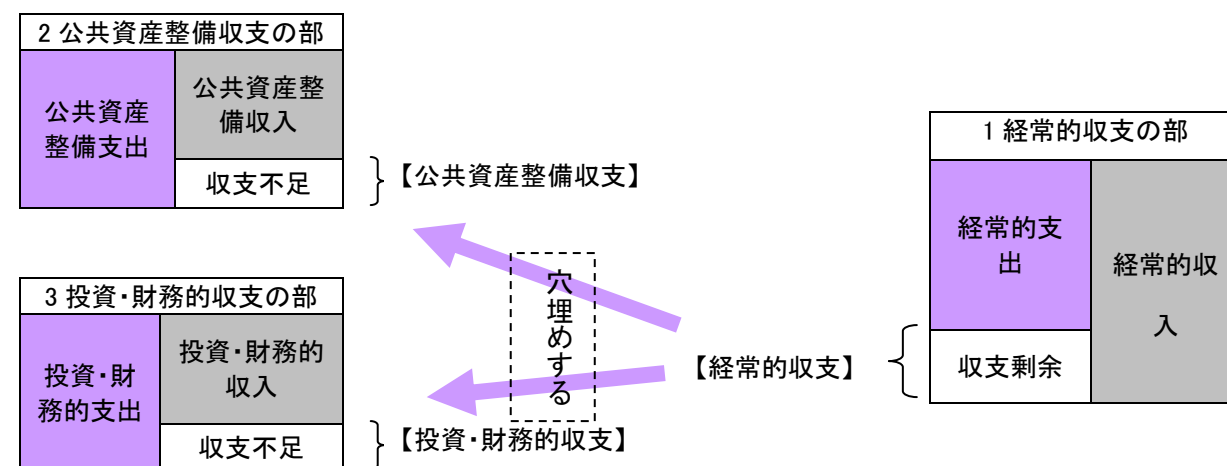 2 公共資産整備収支の部
公共資産
整備支出
公共資産整
備収入
収支不足
【公共資産整備収支】
3 投資・財務的収支の部
投資・財
務的支出
投資・財務的
収入
収支不足
【投資・財務的収支】
穴埋めする
【経常的収支】
1 経常的収支の部
経常的支
出
収支剰余
経常的収
入